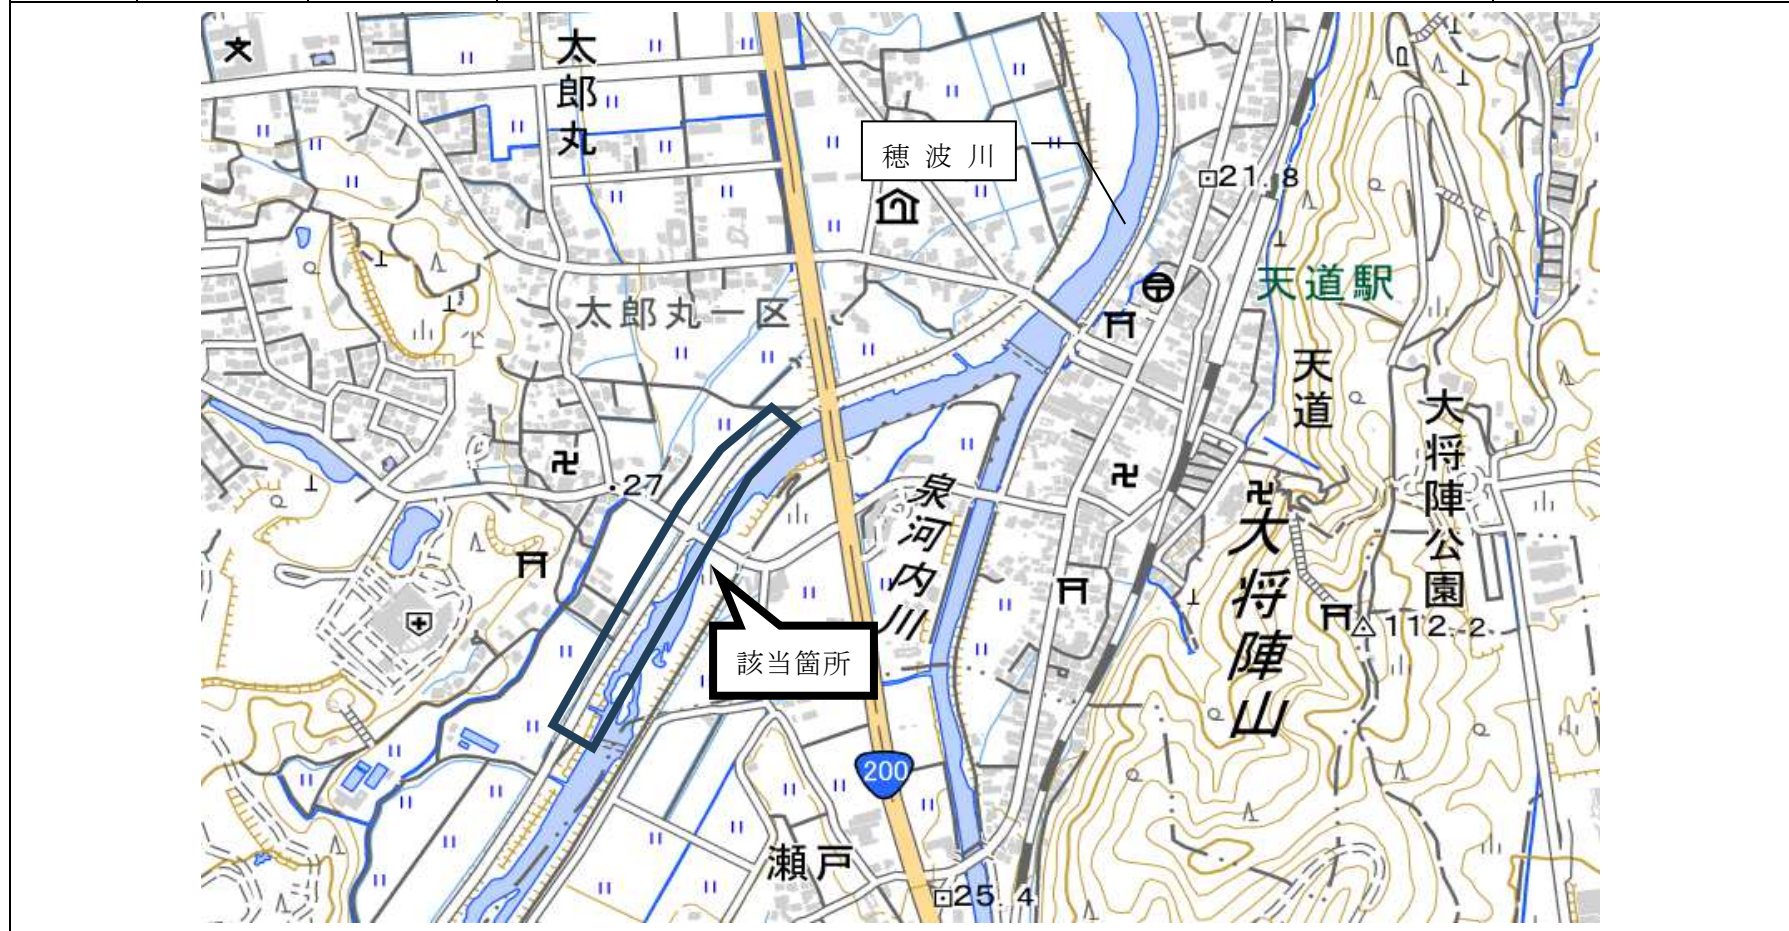 太郎丸
穂波川
21.8
天道駅
太郎丸一区
天道
大将陣公園
27
泉河内川
大将陣山
112.2
該当箇所
200
瀬戸
25.4